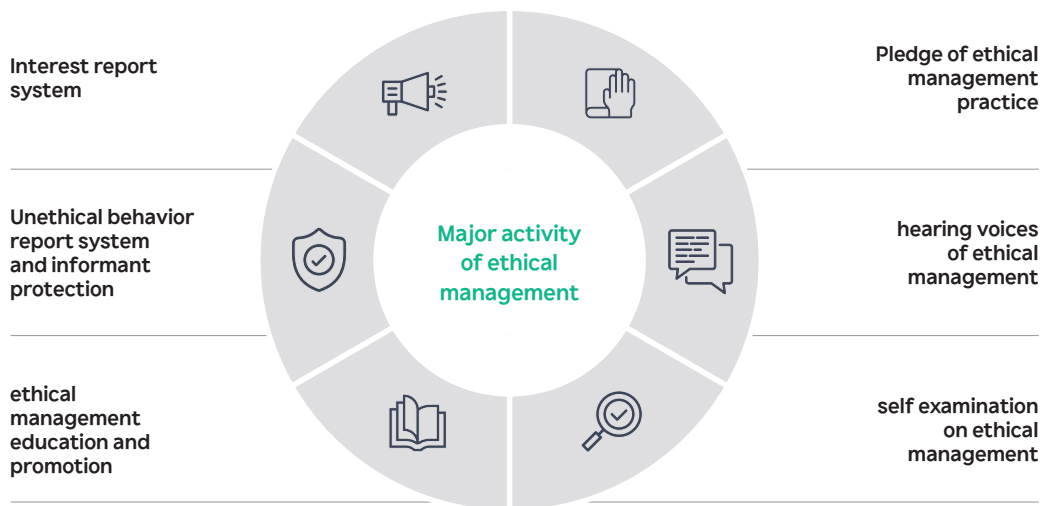 Interest report
system
Pledge of ethical
management
practice
Unethical behavior
report system
and informant
protection
Major activity
of ethical
management
hearing voices
of ethical
management
ethical
management
education and
promotion
self examination
on ethical
management